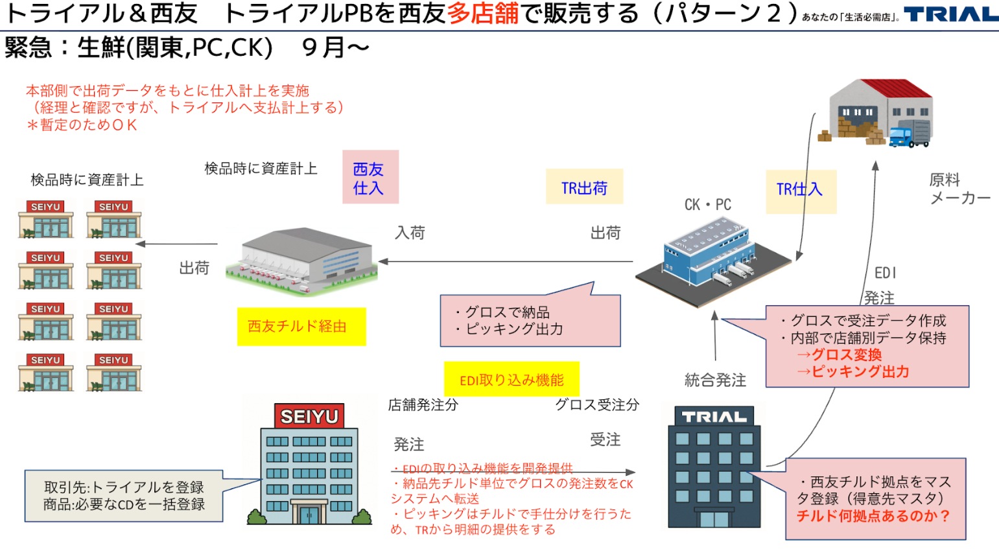 トライアル＆西友　トライアルPBを西友多店舗で販売する（パターン２）
あなたの「生活必需店」。 TRIAL
緊急：生鮮(関東,PC,CK)　９月～
本部側で出荷データをもとに仕入計上を実施
（経理と確認ですが、トライアルへ支払計上する）
＊暫定のためＯＫ
検品時に資産計上
検品時に資産計上
西友
仕入
TR出荷
TR仕入
原料
メーカー
CK・PC
SEIYU
SEIYU
SEIYU
SEIYU
SEIYU
SEIYU
SEIYU
SEIYU
入荷
出荷
出荷
EDI
発注
西友チルド経由
・グロスで納品
・ピッキング出力
・グロスで受注データ作成
・内部で店舗別データ保持
→グロス変換
→ピッキング出力
EDI取り込み機能
統合発注
店舗発注分
グロス受注分
SEIYU
TRIAL
発注
受注
・EDIの取り込み機能を開発提供
・納品先チルド単位でグロスの発注数をCK
システムへ転送
・ピッキングはチルドで手仕分けを行うた
め、TRから明細の提供をする
取引先:トライアルを登録
商品:必要なCDを一括登録
・西友チルド拠点をマス
タ登録（得意先マスタ）
チルド何拠点あるのか？